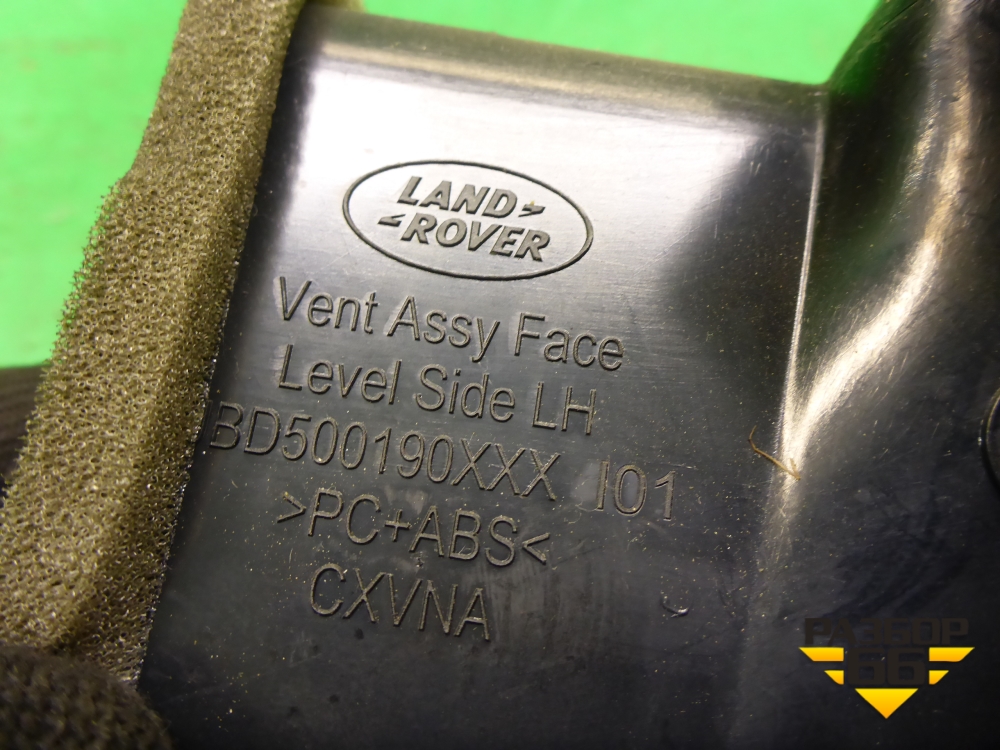 LAND
ROVER
Vent Assy Face
Level Side LH
BD500190XXX I01
>PC+ABS<
CXVNA
РАЗБОР
66